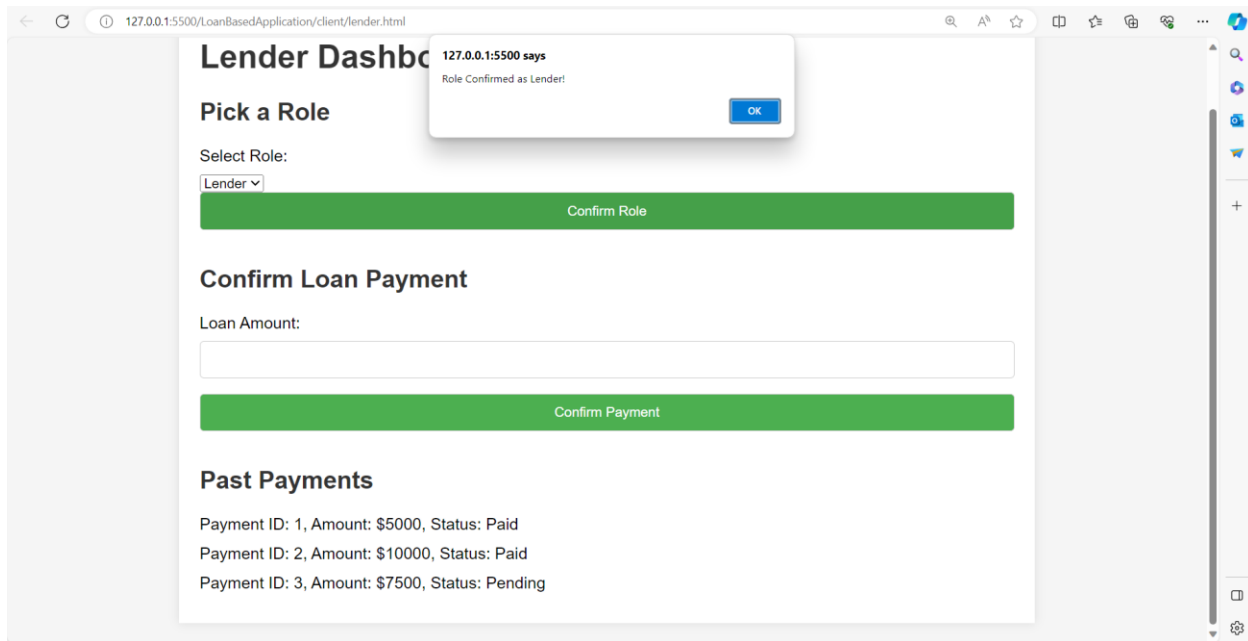 127.0.0.1:5500/LoanBasedApplication/client/lender.html
Lender Dashbo
127.0.0.1:5500 says
Role Confirmed as Lender!
OK
Pick a Role
Select Role:
Lender
Confirm Role
Confirm Loan Payment
Loan Amount:
Confirm Payment
Past Payments
Payment ID: 1, Amount: $5000, Status: Paid
Payment ID: 2, Amount: $10000, Status: Paid
Payment ID: 3, Amount: $7500, Status: Pending